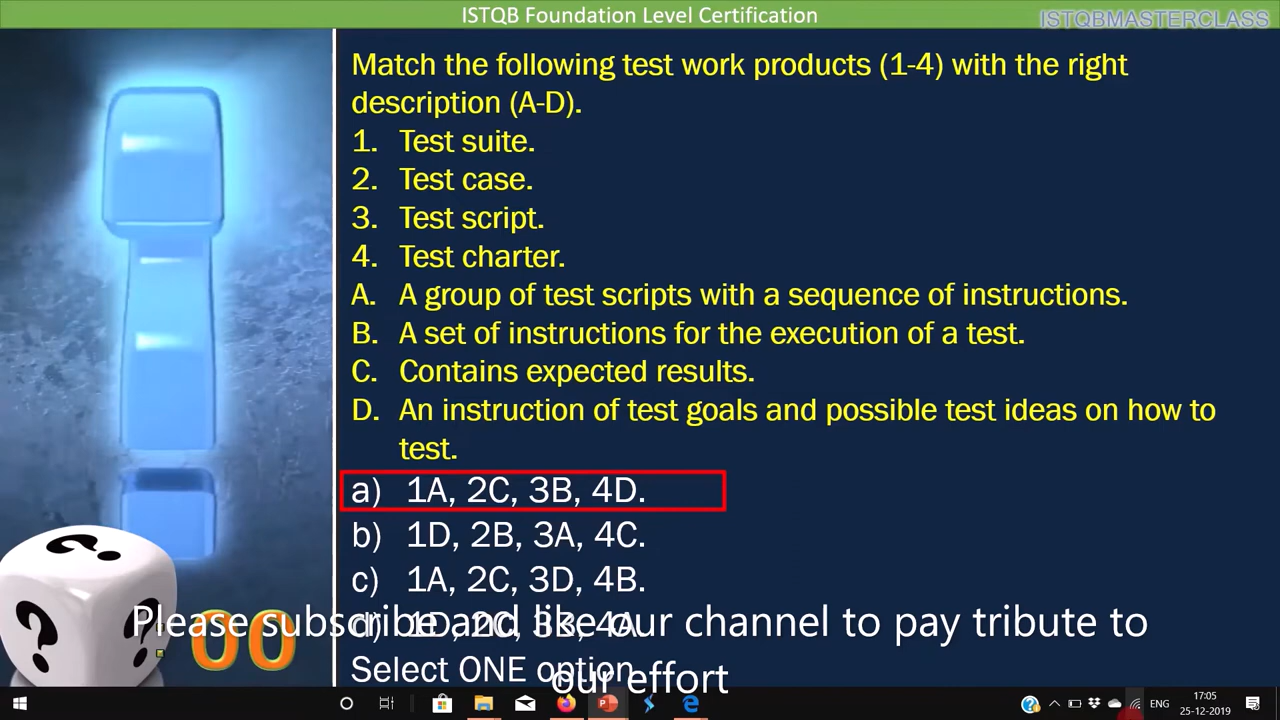 ISTQB Foundation Level Certification
ISTQBMASTERCLASS
Match the following test work products (1-4) with the right
description (A-D).
1. Test suite.
2. Test case.
3. Test script.
4. Test charter.
A. A group of test scripts with a sequence of instructions.
B. A set of instructions for the execution of a test.
C. Contains expected results.
D. An instruction of test goals and possible test ideas on how to
test.
a) 1A, 2C, 3B, 4D.
b) 1D, 2B, 3A, 4C.
c) 1A, 2C, 3D, 4B.
d) 1D, 2C, 3B, 4A.
Select ONE option.
Please subscribe and like our channel to pay tribute to
our effort
? ? ?
:00
ENG
17:05
25-12-2019